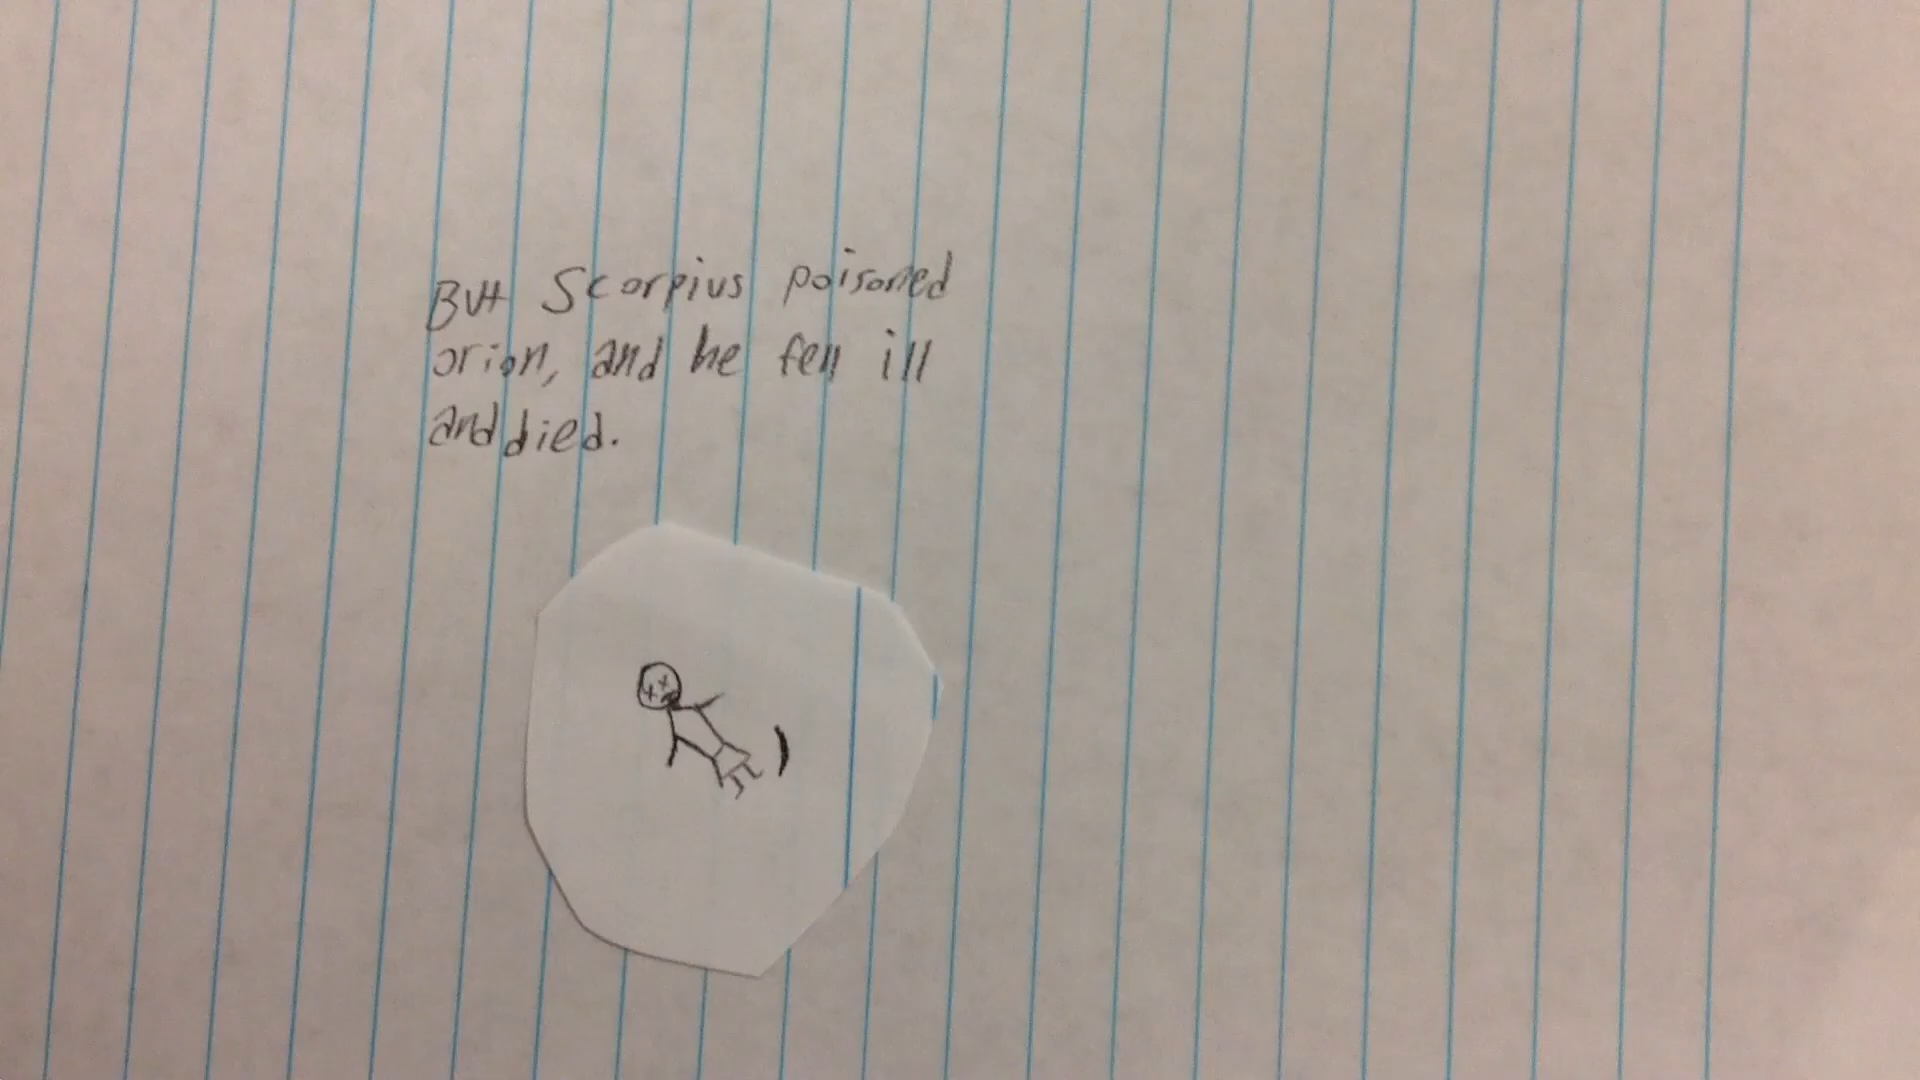 But Scorpius poisoned
orion, and he fell ill
and died.